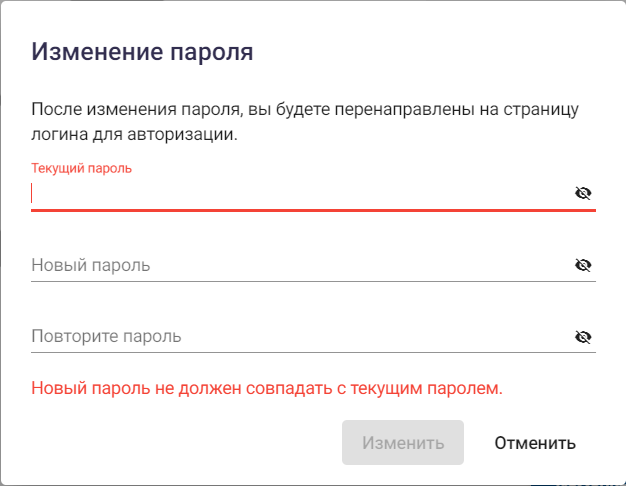 Изменение пароля
После изменения пароля, вы будете перенаправлены на страницу
логина для авторизации.
Текущий пароль
Новый пароль
Повторите пароль
Новый пароль не должен совпадать с текущим паролем.
Изменить
Отменить